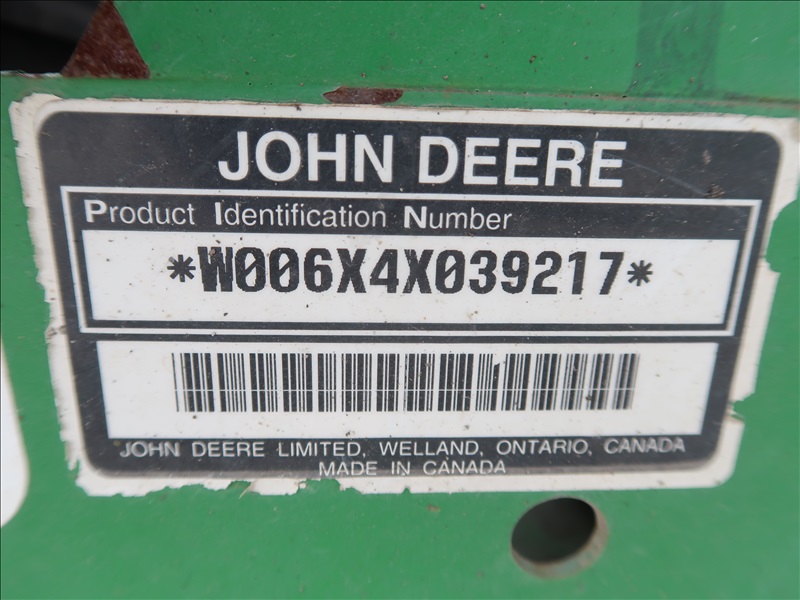 JOHN DEERE
Product Identification Number
*W006X4X039217*
JOHN DEERE LIMITED, WELLAND, ONTARIO, CANADA
MADE IN CANADA